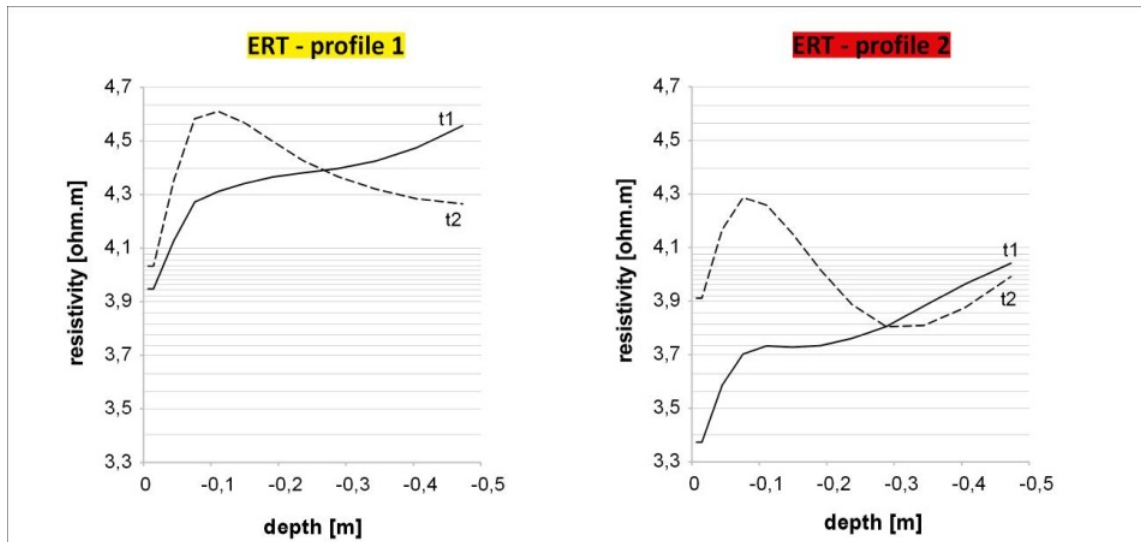 ERT - profile 1
4,7
4,5
4,3
4,1
3,9
3,7
3,5
3,3
resistivity [ohm.m]
t1
t2
0 -0,1 -0,2 -0,3 -0,4 -0,5
depth [m]
ERT - profile 2
4,7
4,5
4,3
4,1
3,9
3,7
3,5
3,3
resistivity [ohm.m]
t1
t2
0 -0,1 -0,2 -0,3 -0,4 -0,5
depth [m]